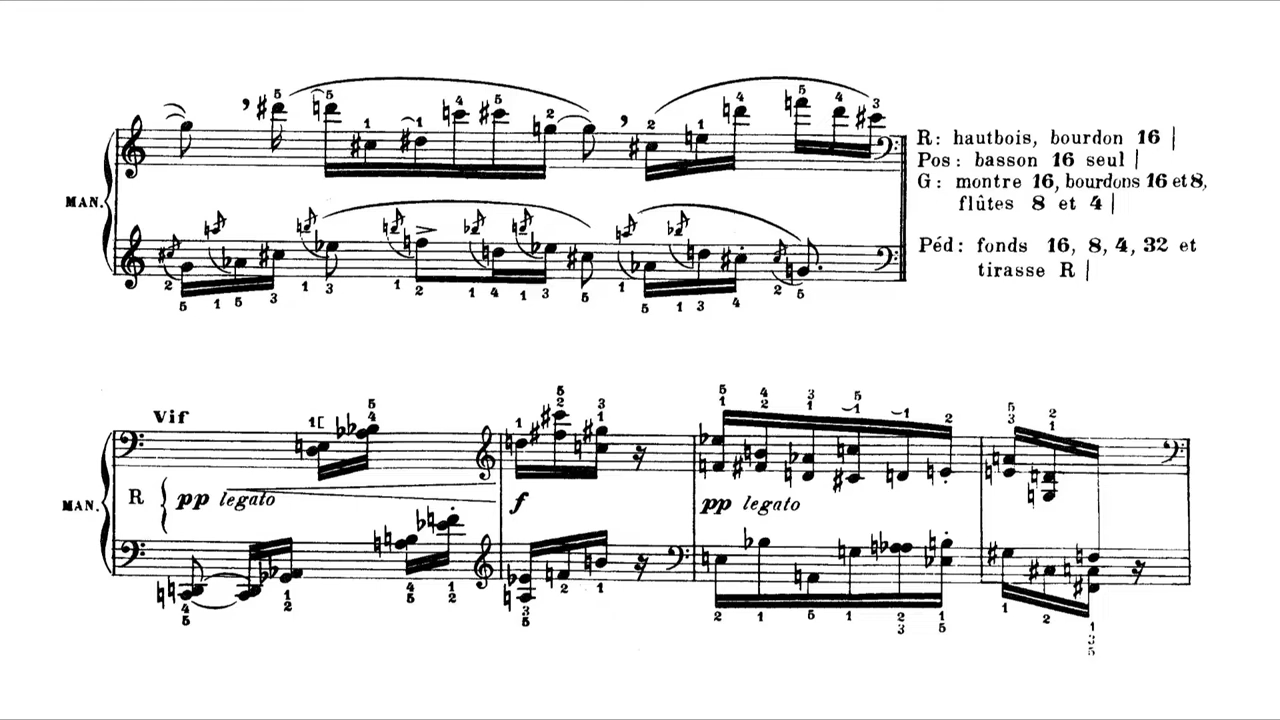 R: hautbois, bourdon 16 |
Pos: basson 16 seul |
G: montre 16, bourdons 16 et 8,
flûtes 8 et 4 |
MAN.
Péd: fonds 16, 8, 4, 32 et
tirasse R |
Vif
MAN.
R
pp legato
f
pp legato